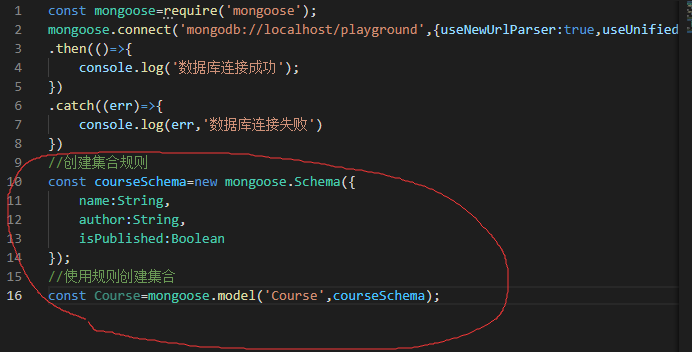 1 const mongoose=require('mongoose');
2 mongoose.connect('mongodb://localhost/playground',{useNewUrlParser:true,useUnified
3 .then(()=>{
4 console.log('数据库连接成功');
5 })
6 .catch((err)=>{
7 console.log(err,'数据库连接失败')
8 })
9 //创建集合规则
10 const courseSchema=new mongoose.Schema({
11 name:String,
12 author:String,
13 isPublished:Boolean
14 });
15 //使用规则创建集合
16 const Course=mongoose.model('Course',courseSchema);